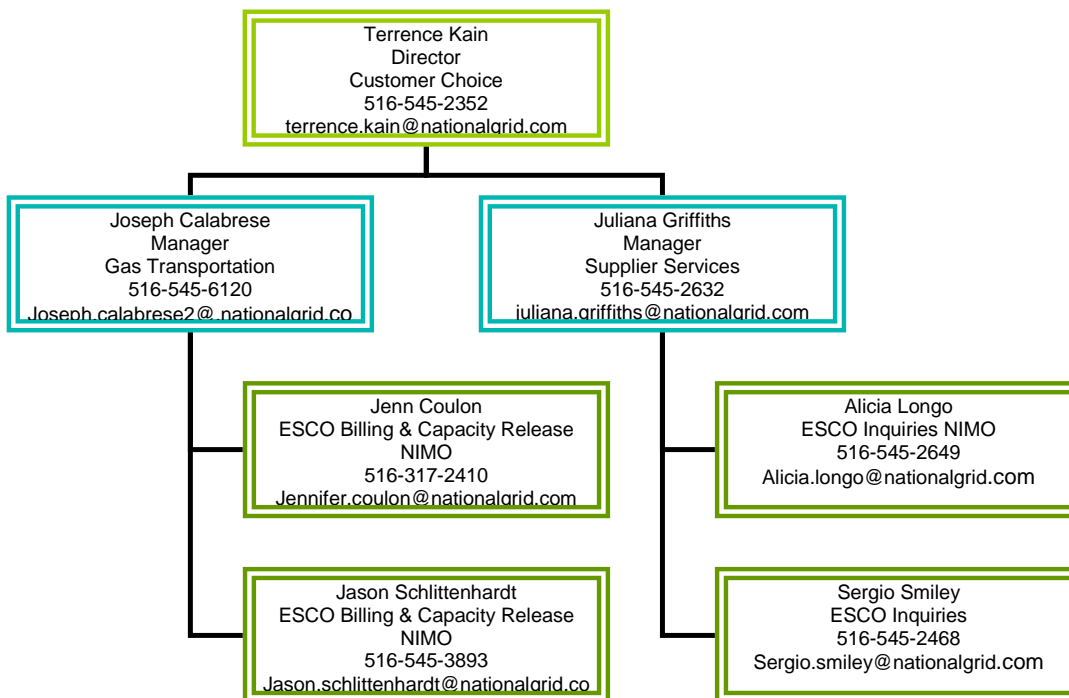 Terrence Kain
Director
Customer Choice
516-545-2352
terrence.kain@nationalgrid.com
Joseph Calabrese
Manager
Gas Transportation
516-545-6120
Joseph.calabrese2@.nationalgrid.co
Juliana Griffiths
Manager
Supplier Services
516-545-2632
juliana.griffiths@nationalgrid.com
Jenn Coulon
ESCO Billing & Capacity Release
NIMO
516-317-2410
Jennifer.coulon@nationalgrid.com
Alicia Longo
ESCO Inquiries NIMO
516-545-2649
Alicia.longo@nationalgrid.com
Jason Schlittenhardt
ESCO Billing & Capacity Release
NIMO
516-545-3893
Jason.schlittenhardt@nationalgrid.co
Sergio Smiley
ESCO Inquiries
516-545-2468
Sergio.smiley@nationalgrid.com